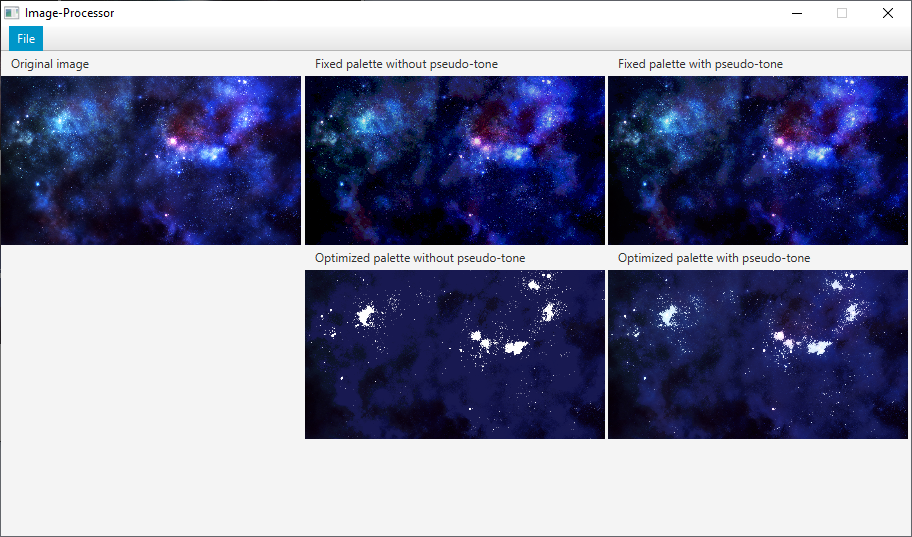 Image-Processor
File
Original image
Fixed palette without pseudo-tone
Fixed palette with pseudo-tone
Optimized palette without pseudo-tone
Optimized palette with pseudo-tone